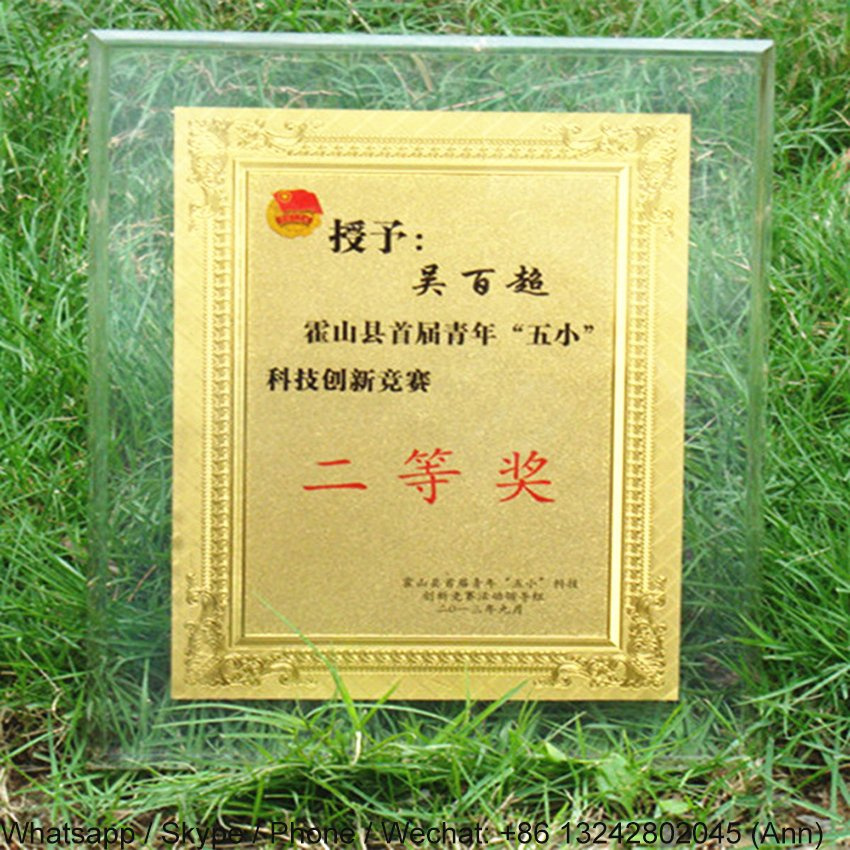 授予：
吴百超
霍山县首届青年“五小”
科技创新竞赛
二等奖
霍山县首届青年“五小”科技
创新竞赛活动领导组
二〇一三年九月
Whatsapp / Skype / Phone / Wechat: +86 13242802045 (Ann)